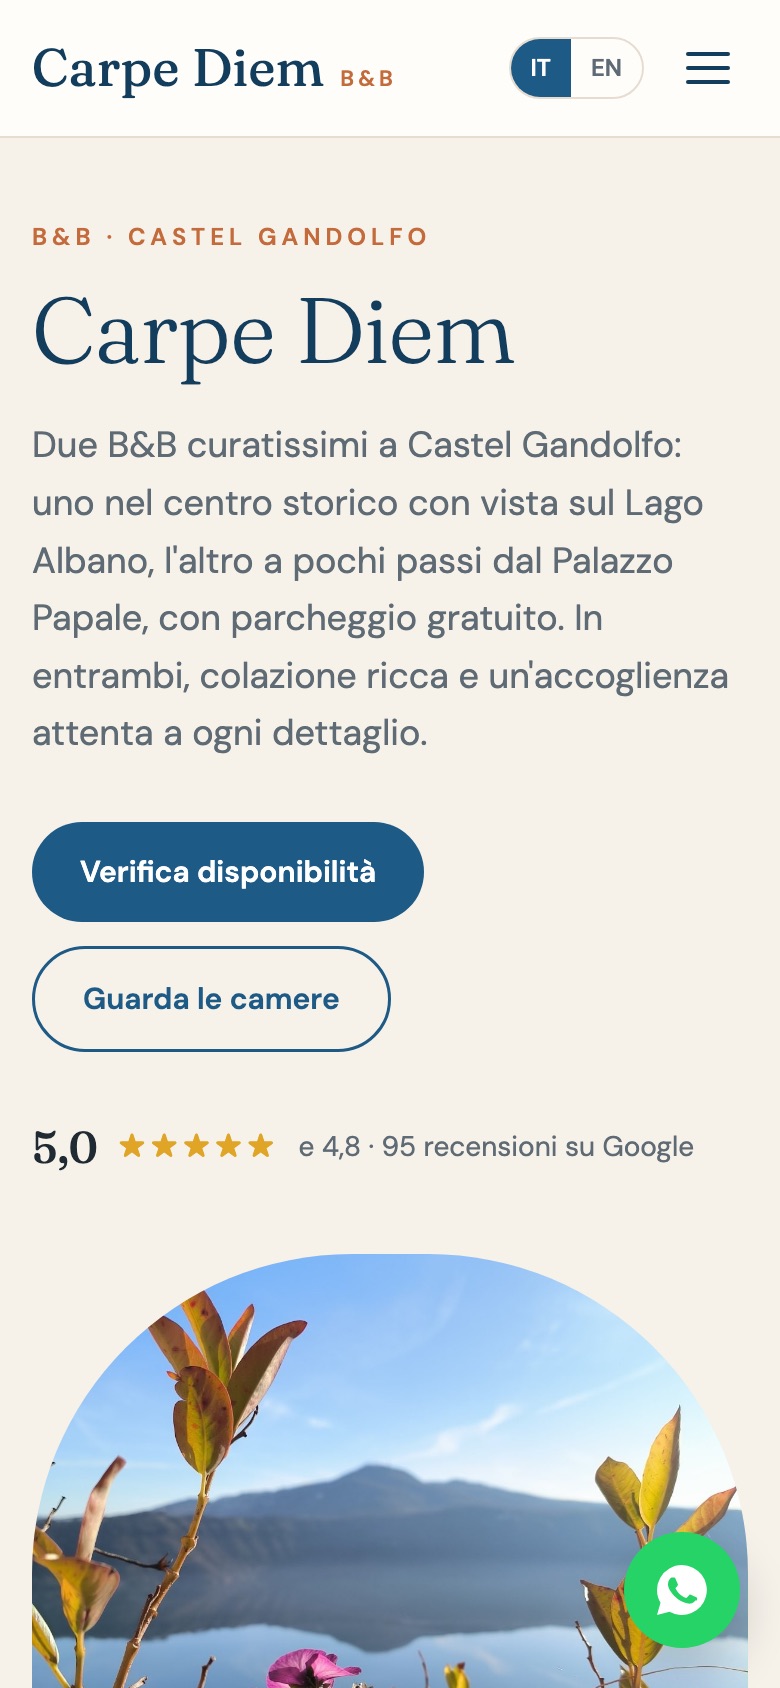 Carpe Diem B&B IT EN
B&B · CASTEL GANDOLFO
Carpe Diem
Due B&B curatissimi a Castel Gandolfo:
uno nel centro storico con vista sul Lago
Albano, l'altro a pochi passi dal Palazzo
Papale, con parcheggio gratuito. In
entrambi, colazione ricca e un'accoglienza
attenta a ogni dettaglio.
Verifica disponibilità
Guarda le camere
5,0 ★★★★★ e 4,8 · 95 recensioni su Google